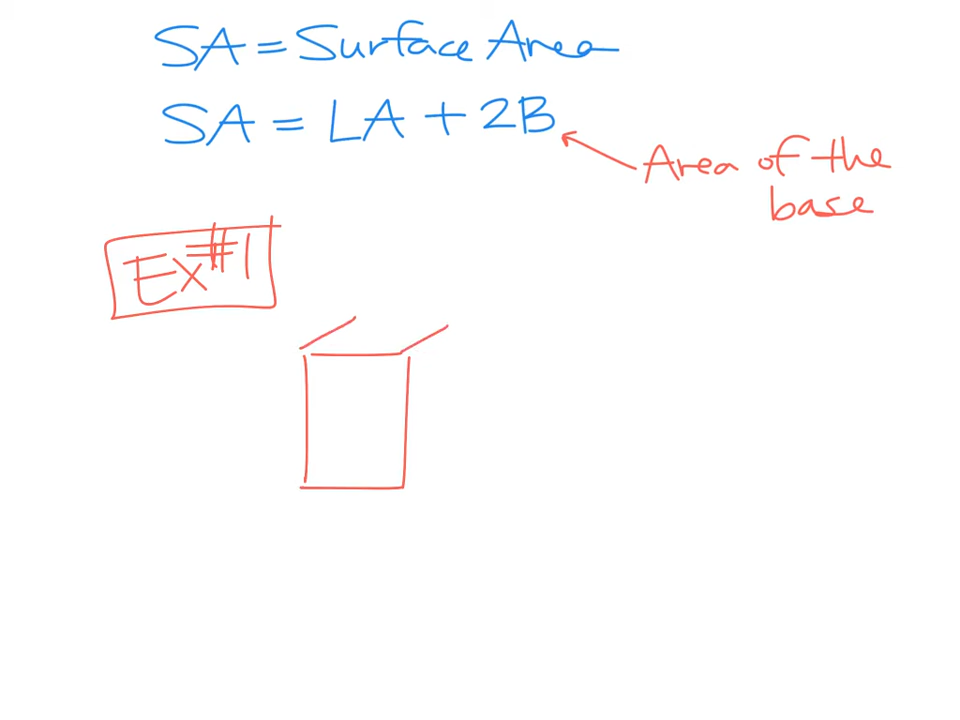 SA = Surface Area
SA = LA + 2B
Area of the
base
Ex #1